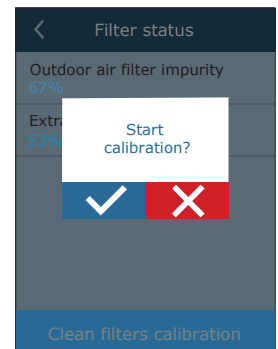 Filter status
Outdoor air filter impurity
67%
Extra
53%
Start
calibration?
Clean filters calibration